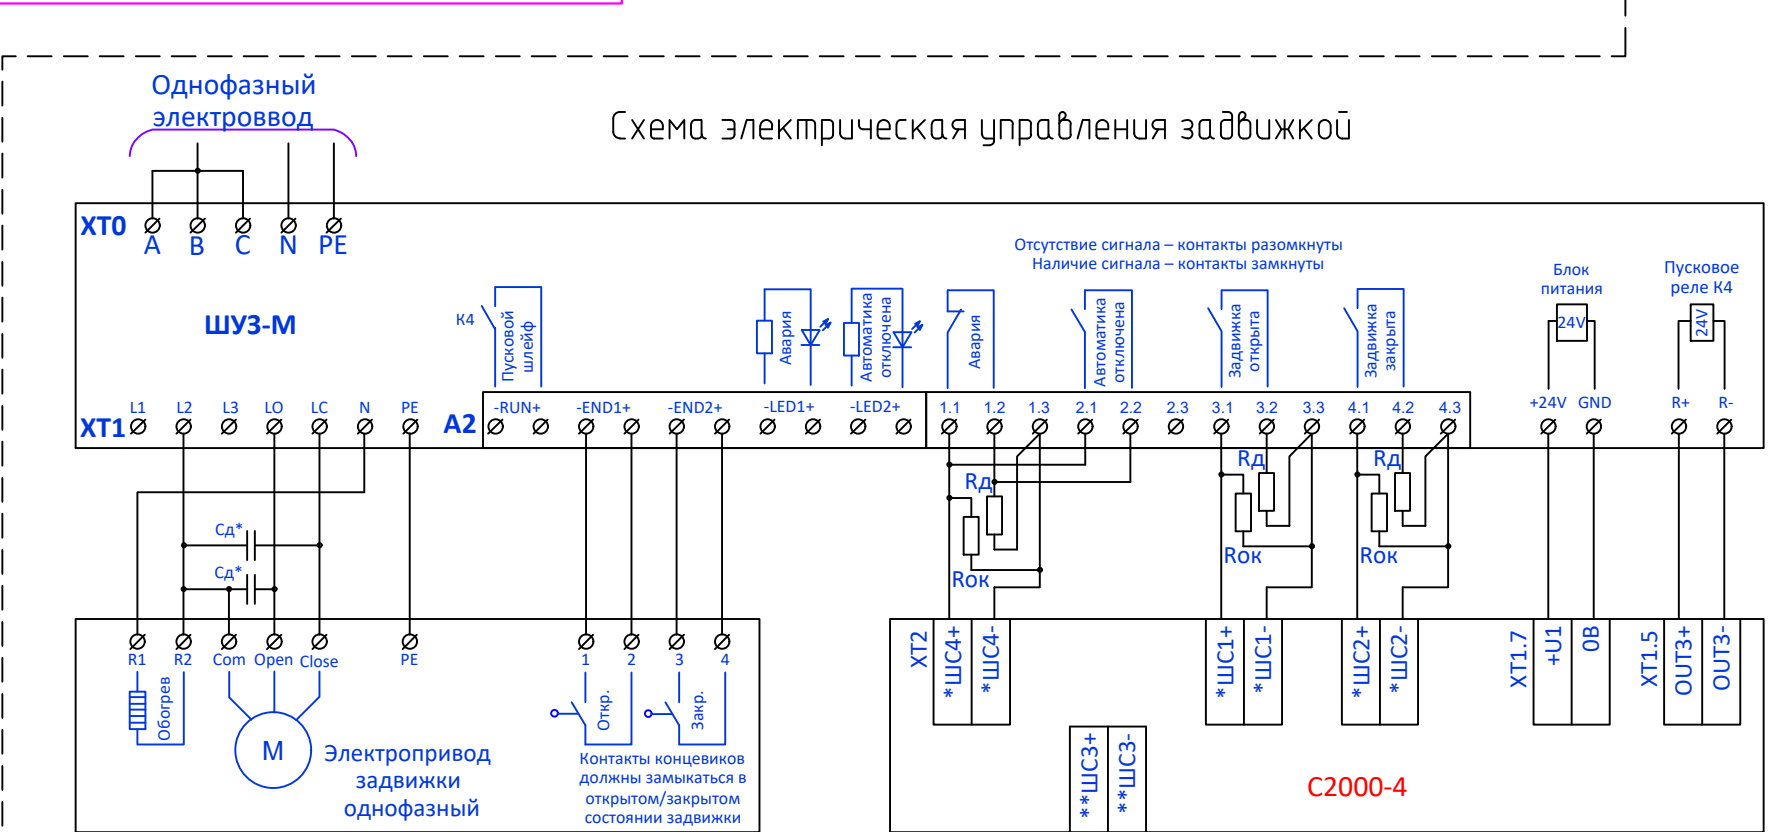 Однофазный
электроввод
Схема электрическая управления задвижкой
XT0
A B C N PE
Отсутствие сигнала – контакты разомкнуты
Наличие сигнала – контакты замкнуты
Блок
питания
Пусковое
реле К4
ШУЗ-М
К4
Пусковой
шлейф
Авария
Автоматика
отключена
Авария
Автоматика
отключена
Задвижка
открыта
Задвижка
закрыта
24V
24V
XT1
L1 L2 L3 LO LC N PE
A2
-RUN+ -END1+ -END2+ -LED1+ -LED2+
1.1 1.2 1.3 2.1 2.2 2.3 3.1 3.2 3.3 4.1 4.2 4.3
+24V GND R+ R-
Rд Rд Rд
Rок Rок Rок
Сд*
Сд*
R1 R2 Com Open Close PE
1 2 3 4
Обогрев
M
Электропривод
задвижки
однофазный
Откр.
Закр.
Контакты концевиков
должны замыкаться в
открытом/закрытом
состоянии задвижки
XT2
*ШС4+
*ШС4-
*ШС1+
*ШС1-
*ШС2+
*ШС2-
XT1.7
+U1
0В
XT1.5
OUT3+
OUT3-
**ШС3+
**ШС3-
С2000-4